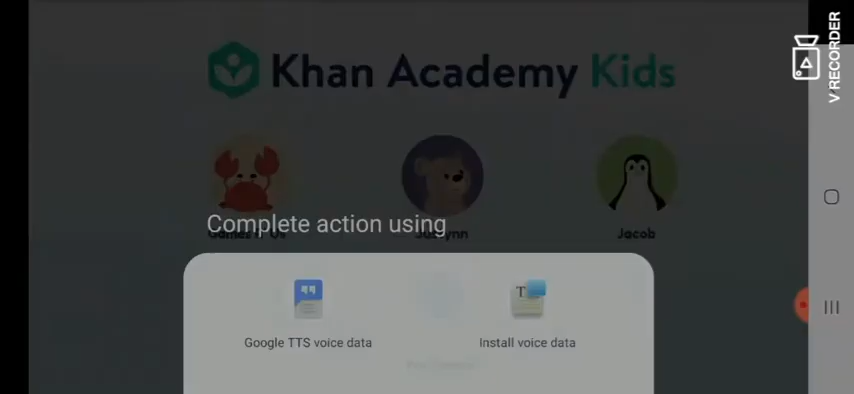 Khan Academy Kids
V RECORDER
Complete action using
Jacob
Google TTS voice data
Install voice data